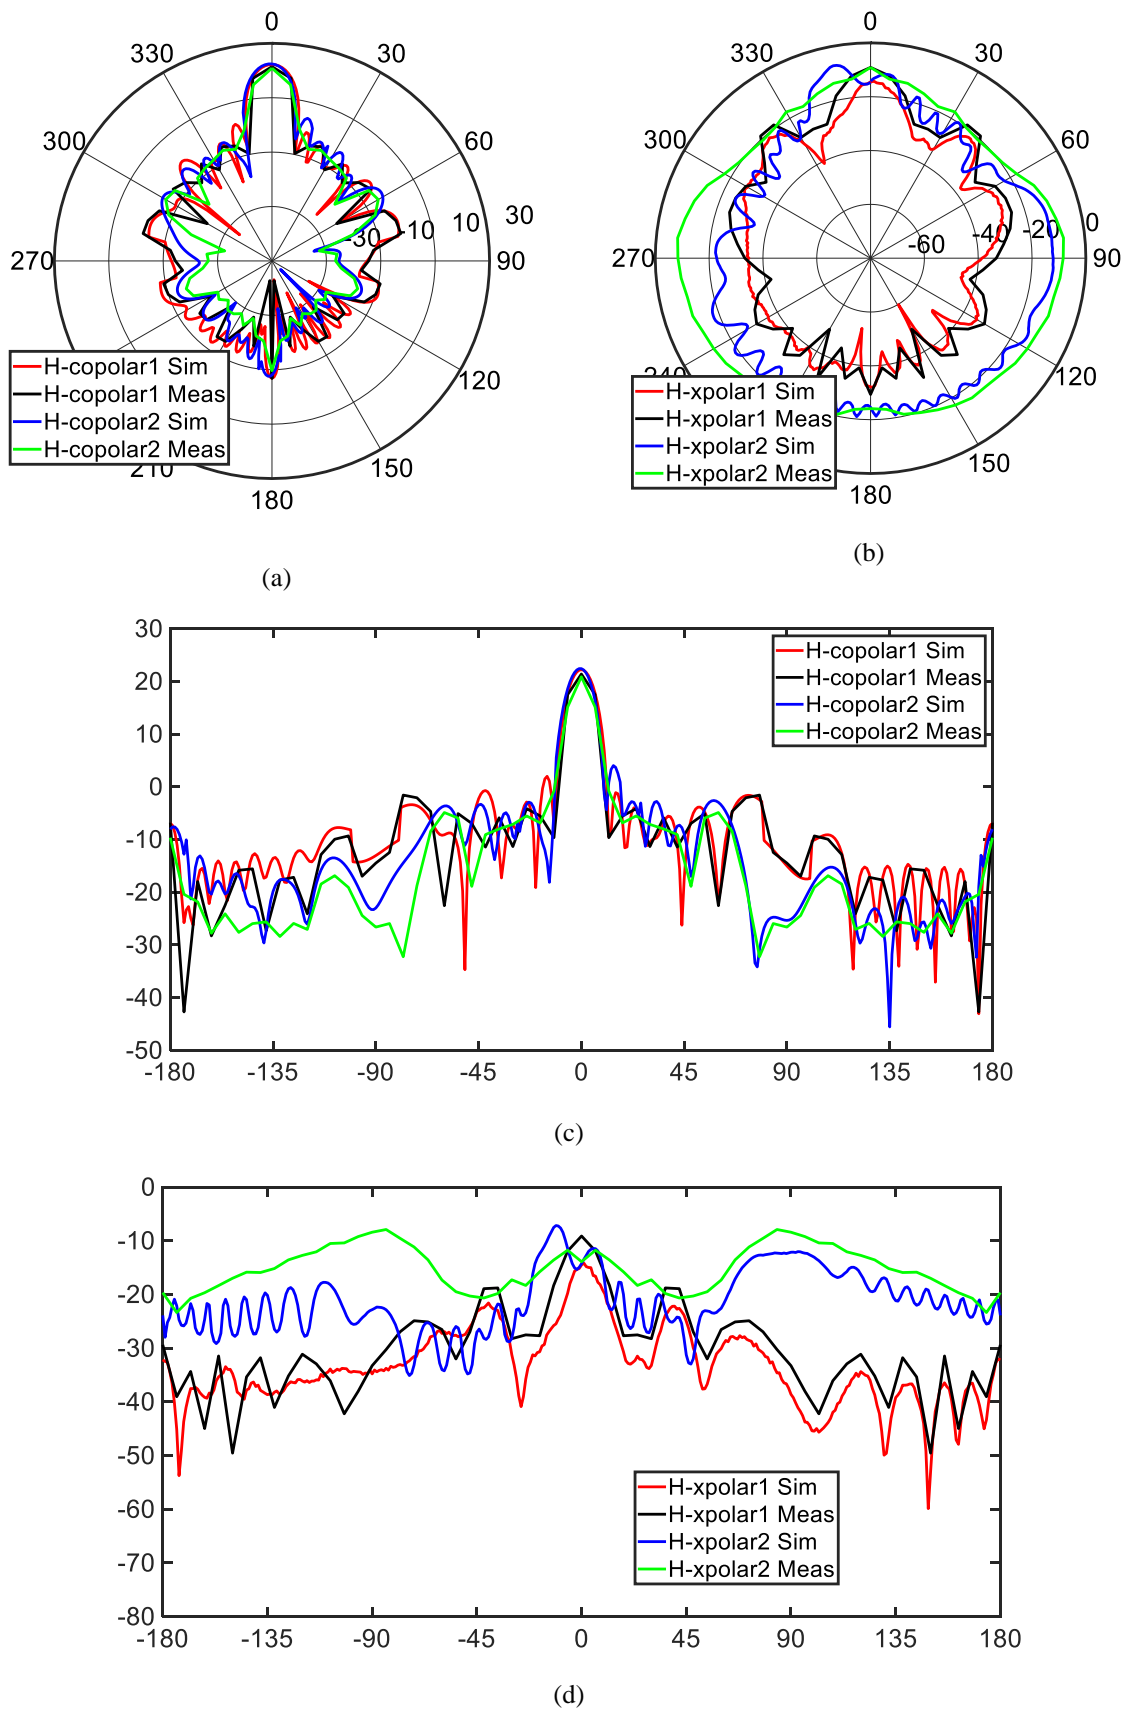 0
330
30
300
60
-30
-10
10
30
270
90
120
150
180
210
H-copolar1 Sim
H-copolar1 Meas
H-copolar2 Sim
H-copolar2 Meas
(a)
0
330
30
300
60
-60
-40
-20
0
270
90
240
120
150
180
H-xpolar1 Sim
H-xpolar1 Meas
H-xpolar2 Sim
H-xpolar2 Meas
(b)
30
20
10
0
-10
-20
-30
-40
-50
-180 -135 -90 -45 0 45 90 135 180
H-copolar1 Sim
H-copolar1 Meas
H-copolar2 Sim
H-copolar2 Meas
(c)
0
-10
-20
-30
-40
-50
-60
-70
-80
-180 -135 -90 -45 0 45 90 135 180
H-xpolar1 Sim
H-xpolar1 Meas
H-xpolar2 Sim
H-xpolar2 Meas
(d)